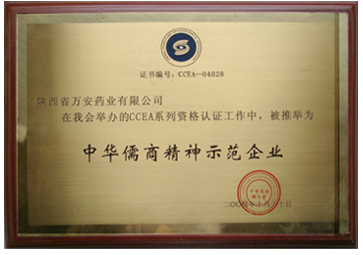 证书编号：CCEA—04028
陕西省万安药业有限公司
在我会举办的CCEA系列资格认证工作中，被推举为
中华儒商精神示范企业